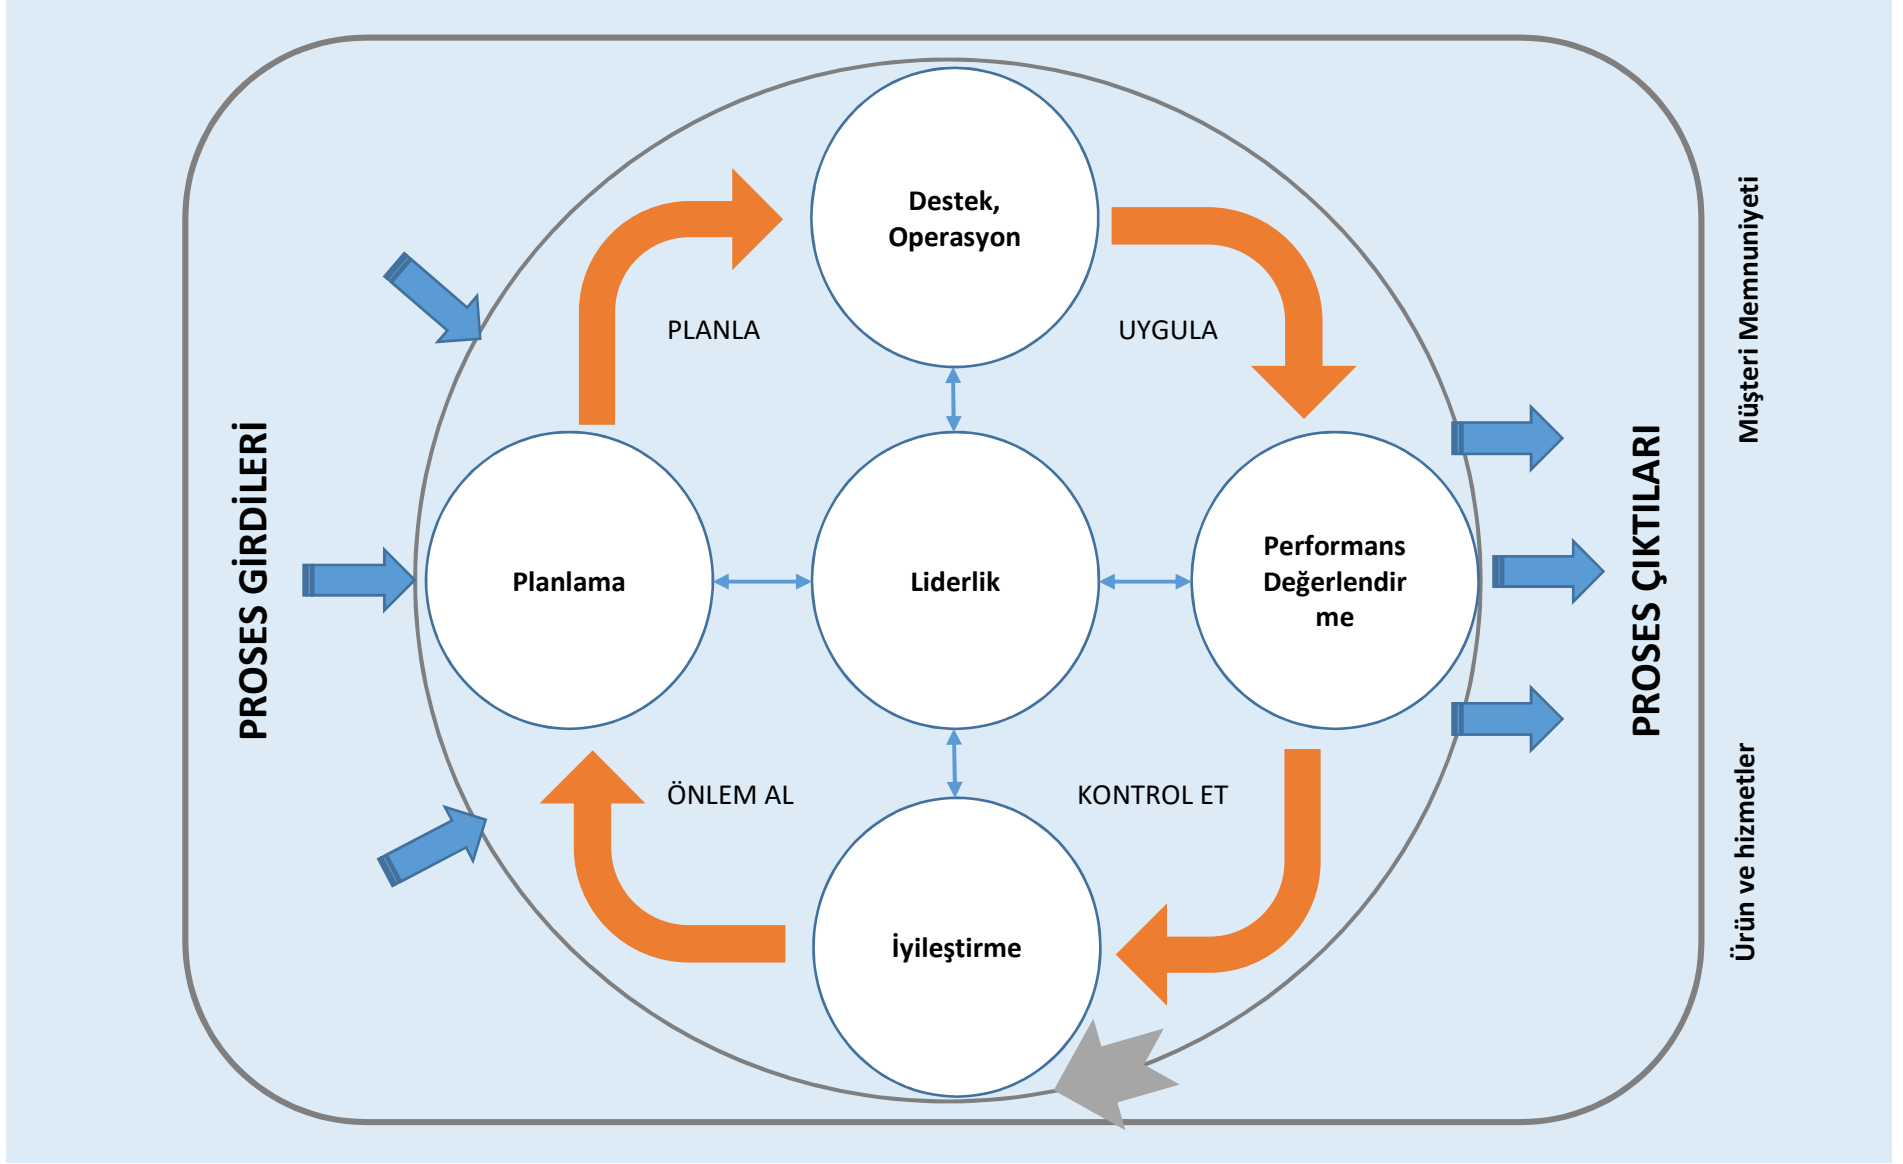 Destek,
Operasyon
PLANLA
UYGULA
Müşteri Memnuniyeti
PROSES GİRDİLERİ
Planlama
Liderlik
Performans
Değerlendir
me
PROSES ÇIKTILARI
ÖNLEM AL
KONTROL ET
İyileştirme
Ürün ve hizmetler